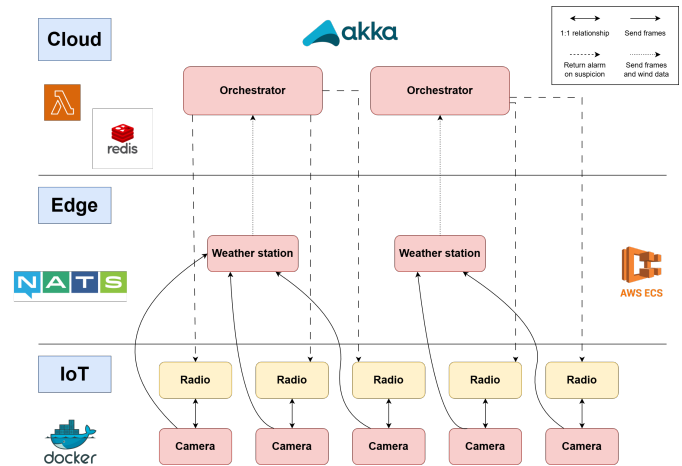 Cloud
akka
1:1 relationship
Send frames
Return alarm
on suspicion
Send frames
and wind data
Orchestrator
Orchestrator
redis
Edge
Weather station
Weather station
NATS
AWS ECS
IoT
Radio
Radio
Radio
Radio
Radio
docker
Camera
Camera
Camera
Camera
Camera